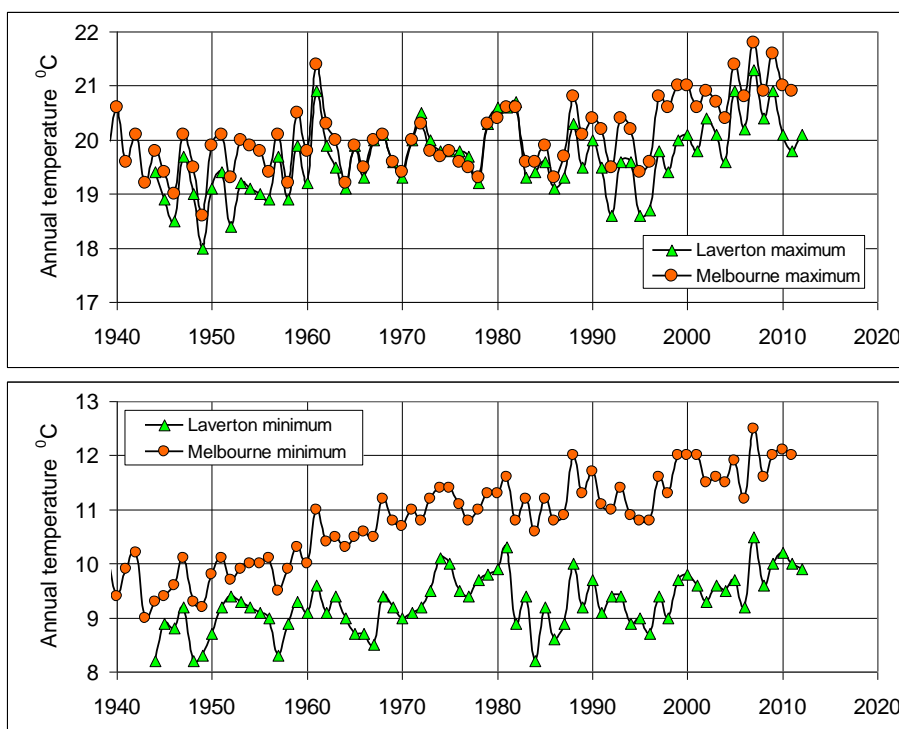 Annual temperature ⁰C
22
21
20
19
18
17
Laverton maximum
Melbourne maximum
1940 1950 1960 1970 1980 1990 2000 2010 2020
Annual temperature ⁰C
13
12
11
10
9
8
Laverton minimum
Melbourne minimum
1940 1950 1960 1970 1980 1990 2000 2010 2020